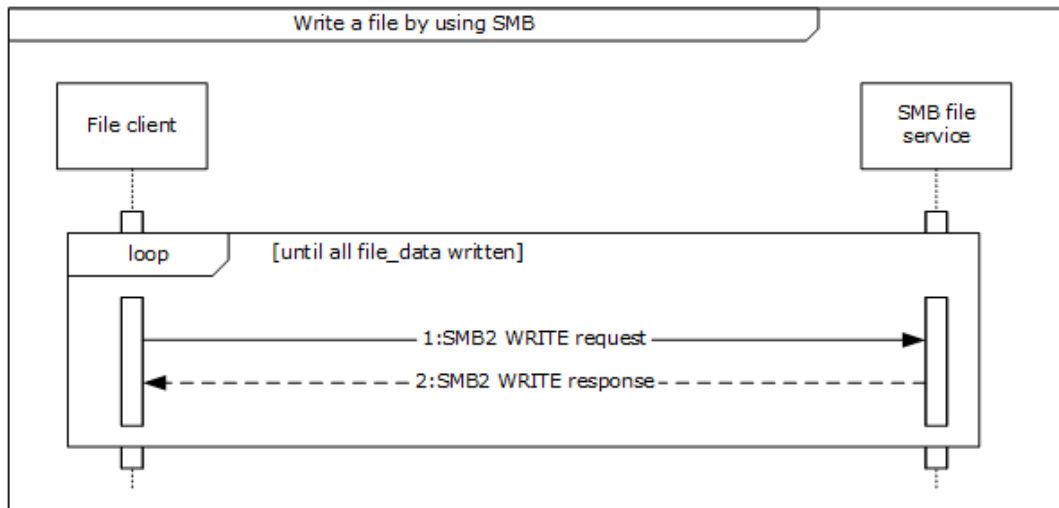 Write a file by using SMB
File client
SMB file
service
loop
[until all file_data written]
1:SMB2 WRITE request
2:SMB2 WRITE response